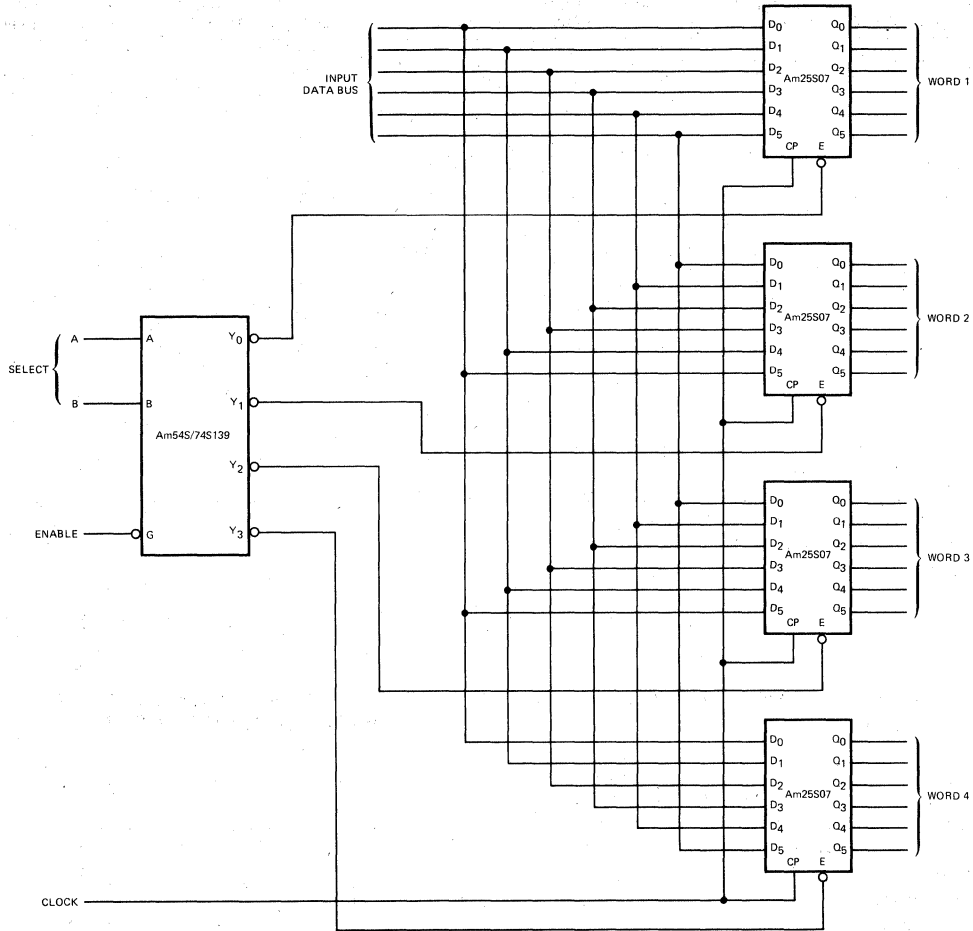 INPUT
DATA BUS
D0 Q0
D1 Q1
D2 Q2
Am25S07
D3 Q3
D4 Q4
D5 Q5
CP E
WORD 1
D0 Q0
D1 Q1
D2 Q2
Am25S07
D3 Q3
D4 Q4
D5 Q5
CP E
WORD 2
SELECT
A
B
ENABLE
A Y0
B Y1
Am54S/74S139
Y2
G Y3
D0 Q0
D1 Q1
D2 Q2
Am25S07
D3 Q3
D4 Q4
D5 Q5
CP E
WORD 3
D0 Q0
D1 Q1
D2 Q2
Am25S07
D3 Q3
D4 Q4
D5 Q5
CP E
WORD 4
CLOCK